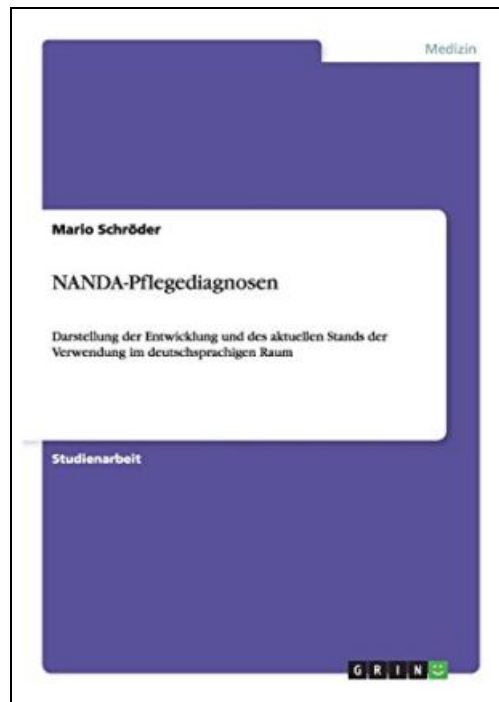 Medizin
Mario Schröder
NANDA-Pflegediagnosen
Darstellung der Entwicklung und des aktuellen Stands der
Verwendung im deutschsprachigen Raum
Studienarbeit
GRIN